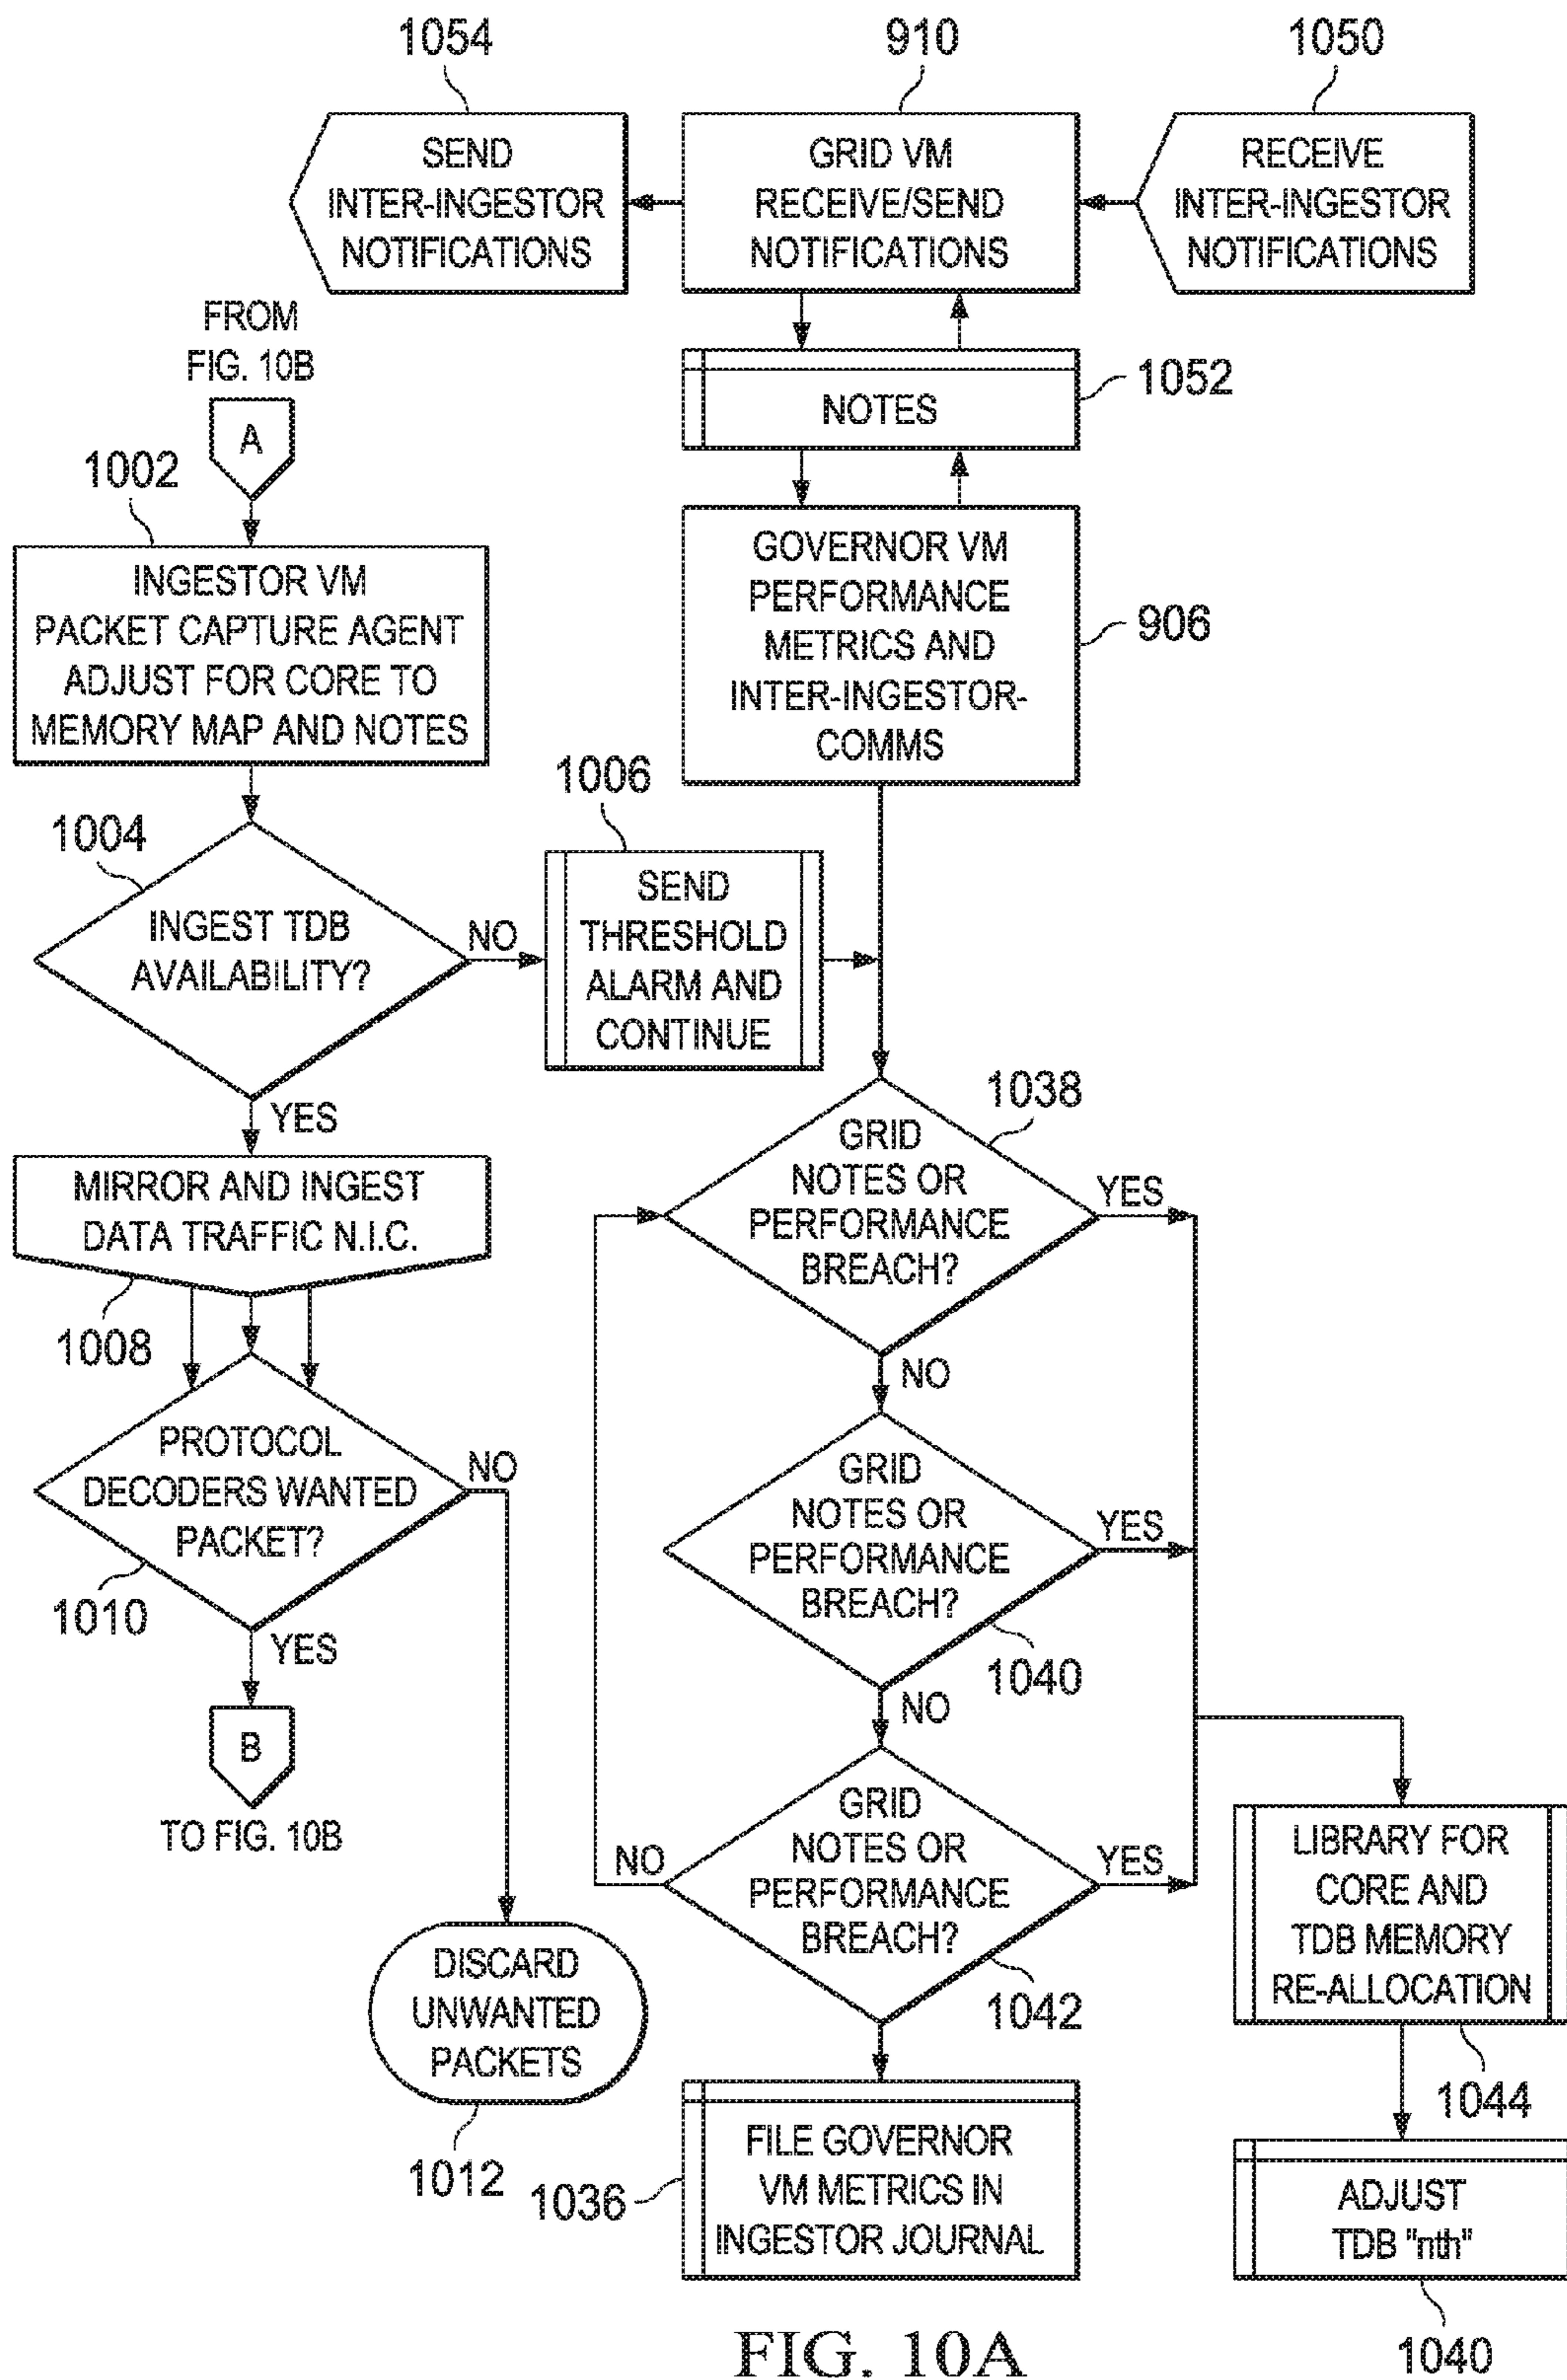 1054
910
1050
SEND
INTER-INGESTOR
NOTIFICATIONS
GRID VM
RECEIVE/SEND
NOTIFICATIONS
RECEIVE
INTER-INGESTOR
NOTIFICATIONS
FROM
FIG. 10B
A
NOTES
1052
1002
INGESTOR VM
PACKET CAPTURE AGENT
ADJUST FOR CORE TO
MEMORY MAP AND NOTES
GOVERNOR VM
PERFORMANCE
METRICS AND
INTER-INGESTOR-
COMMS
906
1004
INGEST TDB
AVAILABILITY?
NO
1006
SEND
THRESHOLD
ALARM AND
CONTINUE
YES
MIRROR AND INGEST
DATA TRAFFIC N.I.C.
1008
1038
GRID
NOTES OR
PERFORMANCE
BREACH?
YES
NO
PROTOCOL
DECODERS WANTED
PACKET?
NO
1010
YES
B
TO FIG. 10B
GRID
NOTES OR
PERFORMANCE
BREACH?
YES
1040
NO
GRID
NOTES OR
PERFORMANCE
BREACH?
NO
YES
1042
DISCARD
UNWANTED
PACKETS
1012
LIBRARY FOR
CORE AND
TDB MEMORY
RE-ALLOCATION
1044
1036
FILE GOVERNOR
VM METRICS IN
INGESTOR JOURNAL
ADJUST
TDB "nth"
1040
FIG. 10A